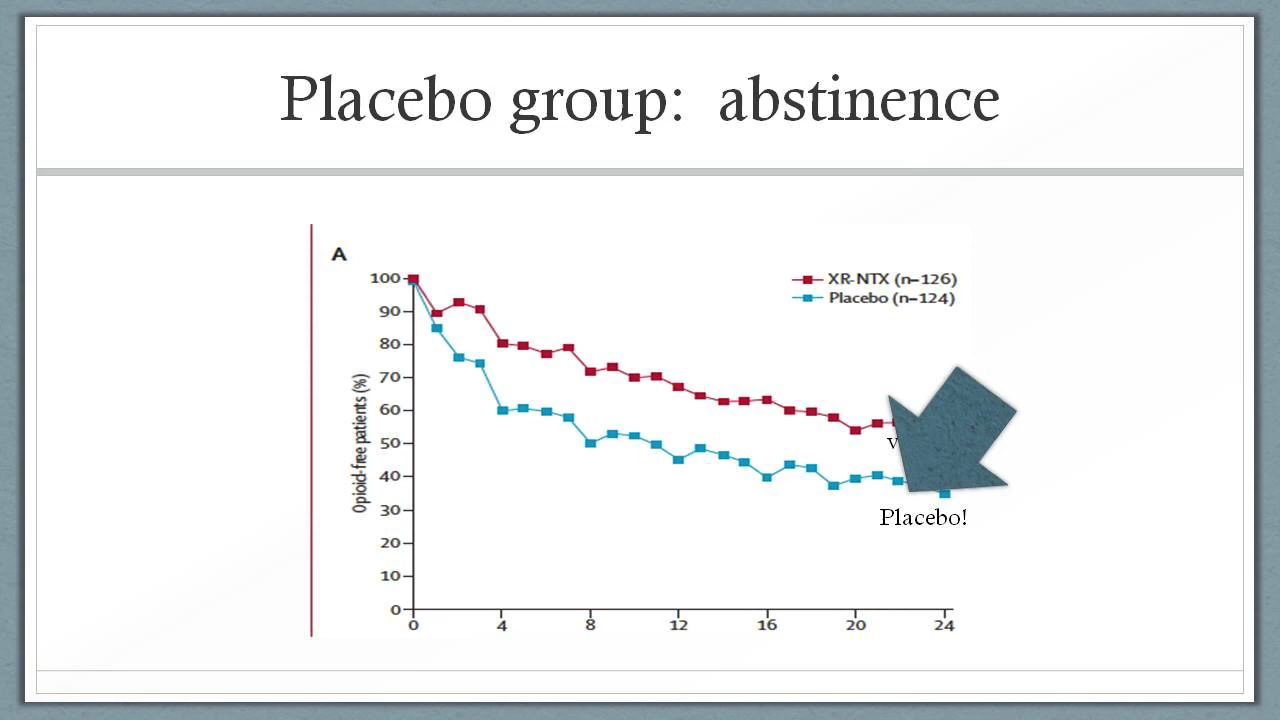 Placebo group: abstinence
A
XR-NTX (n=126)
Placebo (n=124)
Opioid-free patients (%)
100
90
80
70
60
50
40
30
20
10
0
0 4 8 12 16 20 24
Placebo!